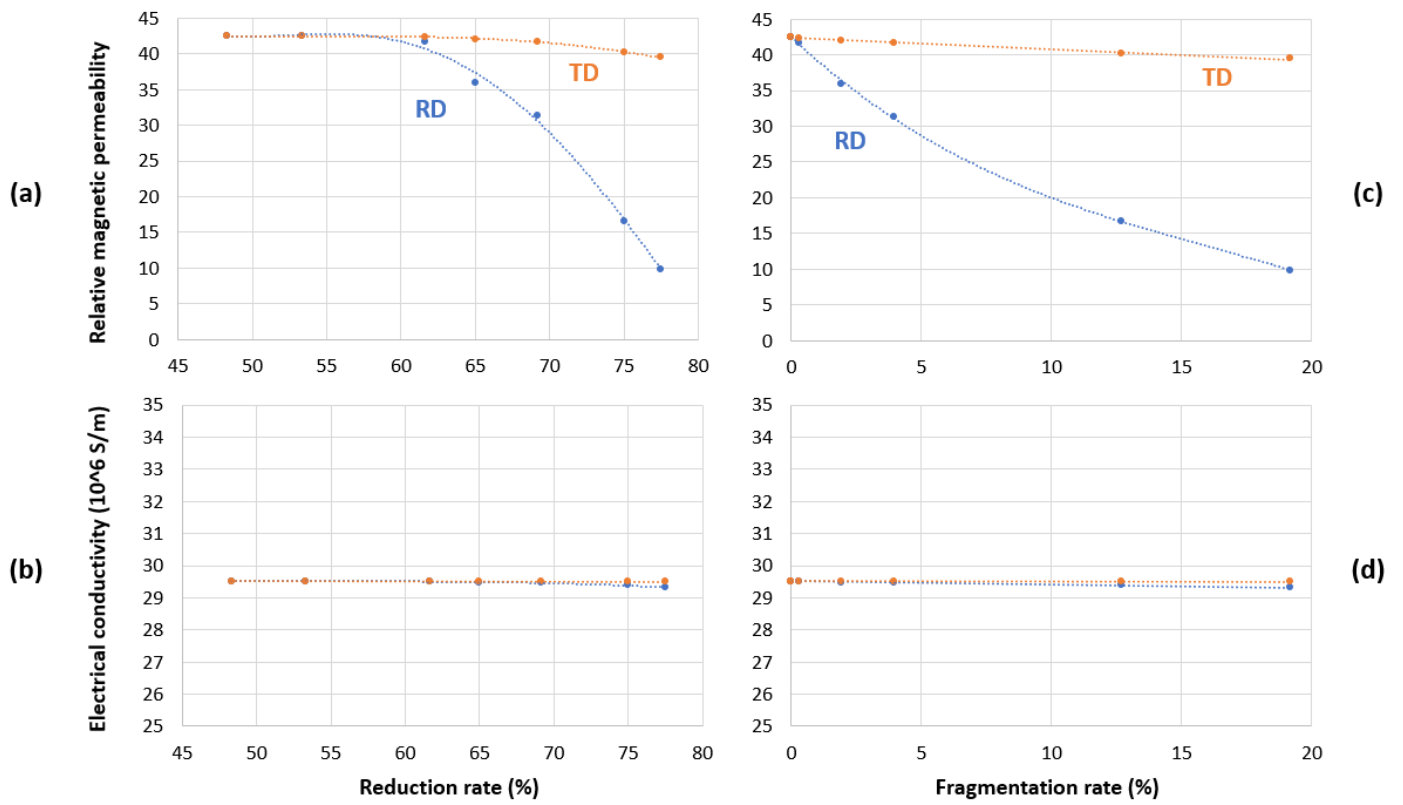 (a)
Relative magnetic permeability
45
40
35
30
25
20
15
10
5
0
TD
RD
45 50 55 60 65 70 75 80
45
40
35
30
25
20
15
10
5
0
TD
RD
0 5 10 15 20
(c)
(b)
Electrical conductivity (10^6 S/m)
35
34
33
32
31
30
29
28
27
26
25
45 50 55 60 65 70 75 80
Reduction rate (%)
35
34
33
32
31
30
29
28
27
26
25
0 5 10 15 20
Fragmentation rate (%)
(d)